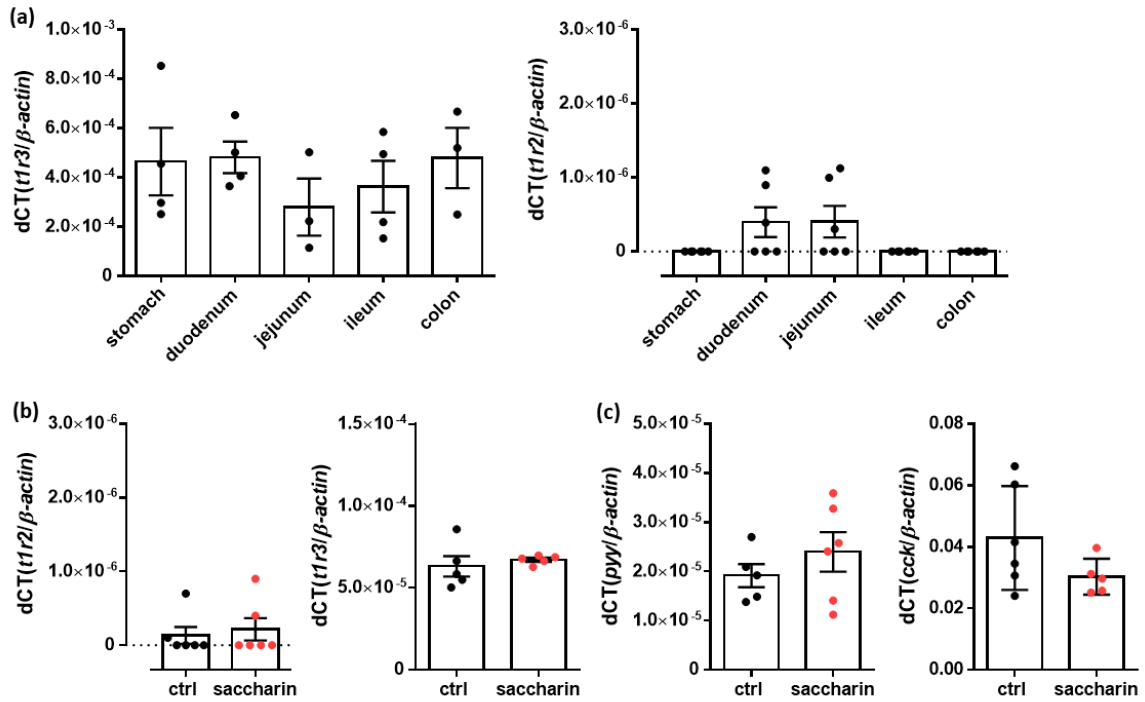 (a)
dCT(t1r3/β-actin)
1.0×10⁻³
8.0×10⁻⁴
6.0×10⁻⁴
4.0×10⁻⁴
2.0×10⁻⁴
0
stomach
duodenum
jejunum
ileum
colon
dCT(t1r2/β-actin)
3.0×10⁻⁶
2.0×10⁻⁶
1.0×10⁻⁶
0
stomach
duodenum
jejunum
ileum
colon
(b)
dCT(t1r2/β-actin)
3.0×10⁻⁶
2.0×10⁻⁶
1.0×10⁻⁶
0
ctrl
saccharin
dCT(t1r3/β-actin)
1.5×10⁻⁴
1.0×10⁻⁴
5.0×10⁻⁵
0
ctrl
saccharin
(c)
dCT(pyy/β-actin)
5.0×10⁻⁵
4.0×10⁻⁵
3.0×10⁻⁵
2.0×10⁻⁵
1.0×10⁻⁵
0
ctrl
saccharin
dCT(cck/β-actin)
0.08
0.06
0.04
0.02
0.00
ctrl
saccharin